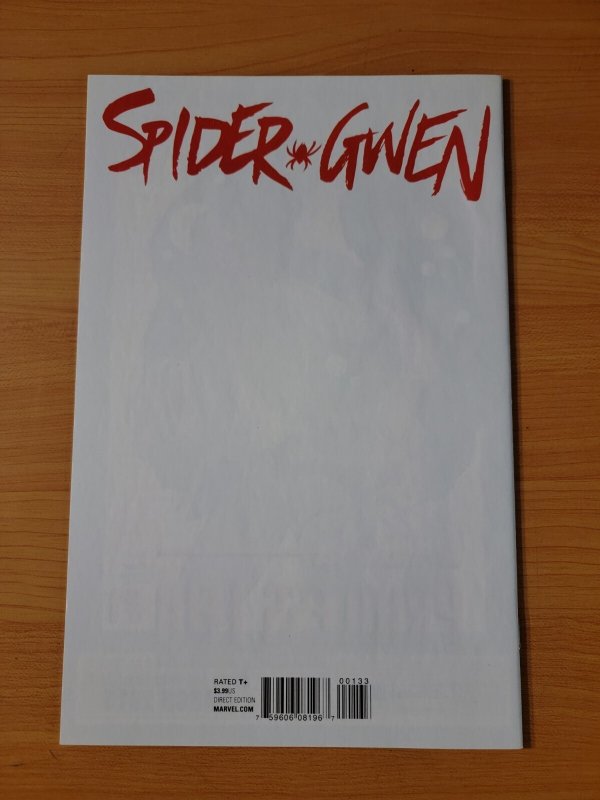 SPIDER GWEN
RATED T+
$3.99US
DIRECT EDITION
MARVEL.COM
00133
7 59606 08196 7